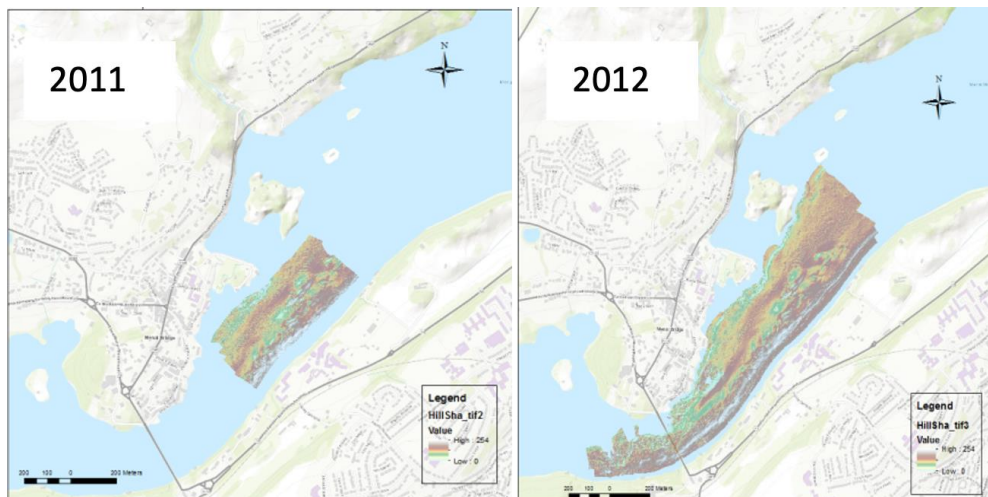 2011
N
Legend
HillSha_tif2
Value
High : 254
Low : 0
200 100 0 200 Meters
2012
N
Legend
HillSha_tif3
Value
High : 254
Low : 0
200 100 0 200 Meters